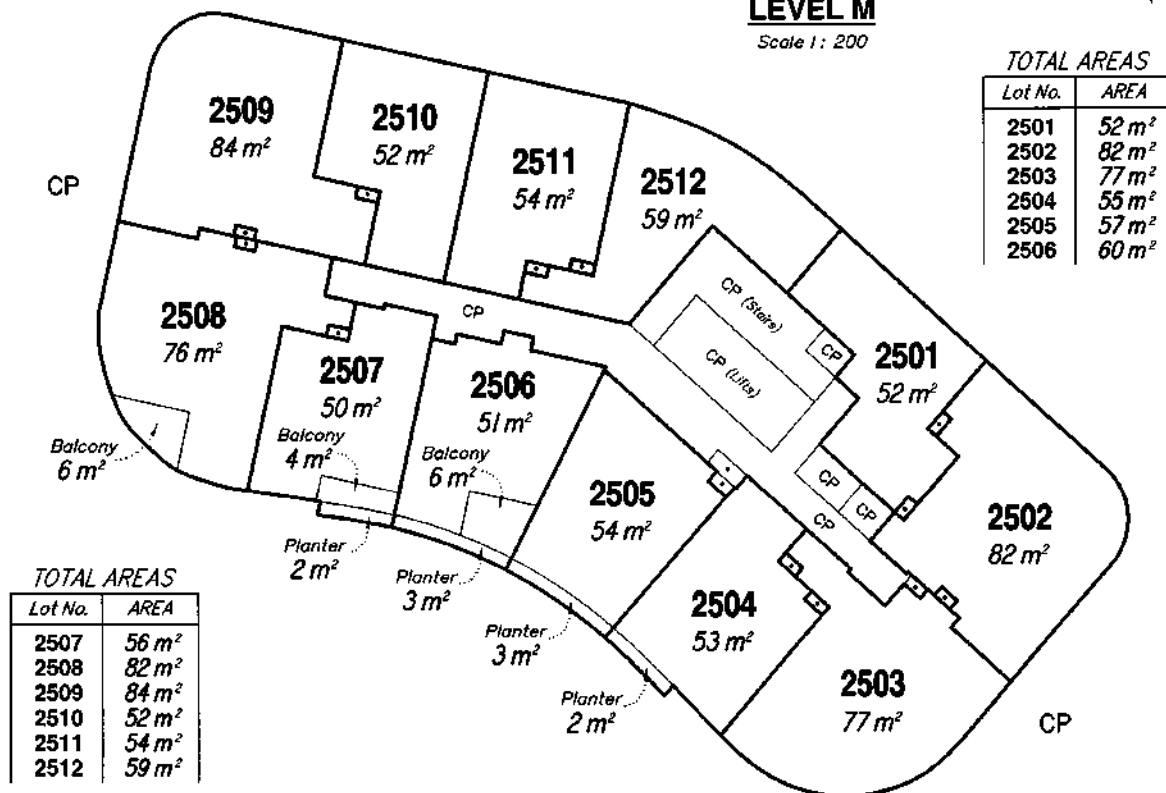 LEVEL M
Scale 1 : 200
TOTAL AREAS
Lot No. AREA
2501 52 m²
2502 82 m²
2503 77 m²
2504 55 m²
2505 57 m²
2506 60 m²
2509
84 m²
2510
52 m²
2511
54 m²
2512
59 m²
CP
CP (Stairs)
CP
CP (Lifts)
CP
2501
52 m²
2508
76 m²
2507
50 m²
2506
51 m²
Balcony
6 m²
Balcony
4 m²
Balcony
6 m²
2505
54 m²
CP
CP
CP
2502
82 m²
Planter
2 m²
Planter
3 m²
Planter
3 m²
Planter
2 m²
2504
53 m²
2503
77 m²
CP
TOTAL AREAS
Lot No. AREA
2507 56 m²
2508 82 m²
2509 84 m²
2510 52 m²
2511 54 m²
2512 59 m²